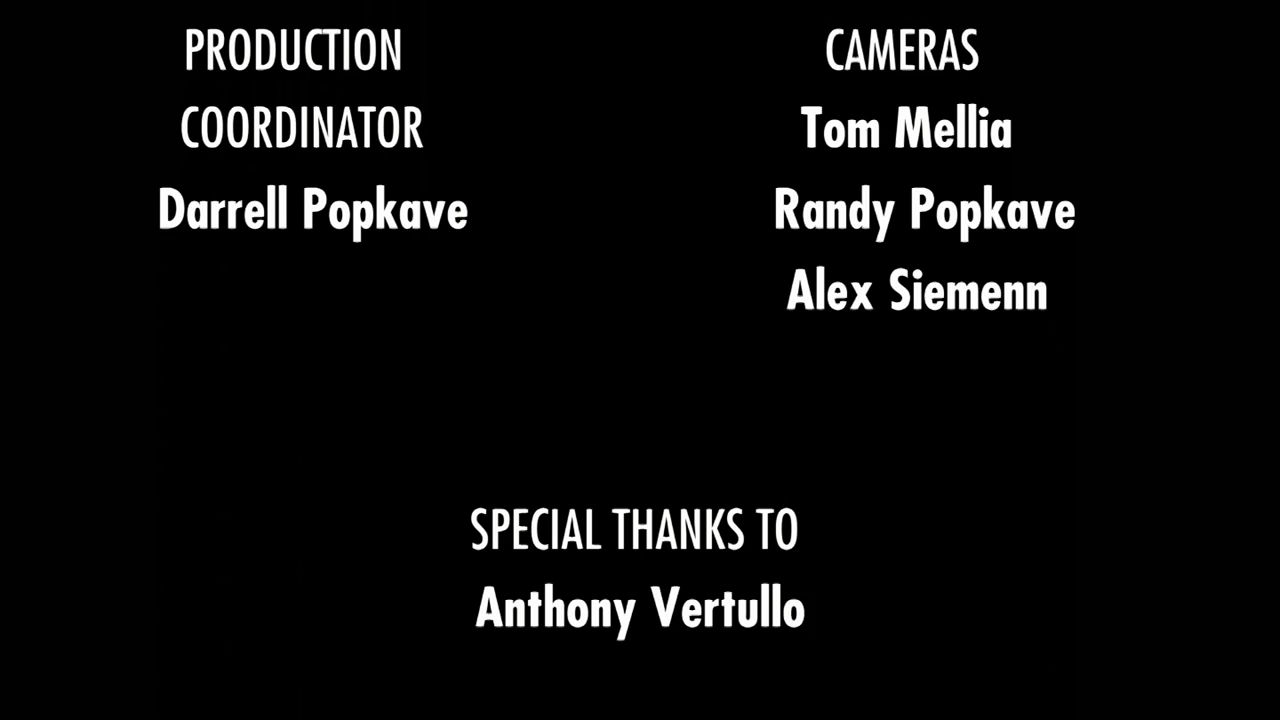 PRODUCTION
COORDINATOR
Darrell Popkave
CAMERAS
Tom Mellia
Randy Popkave
Alex Siemenn
SPECIAL THANKS TO
Anthony Vertullo